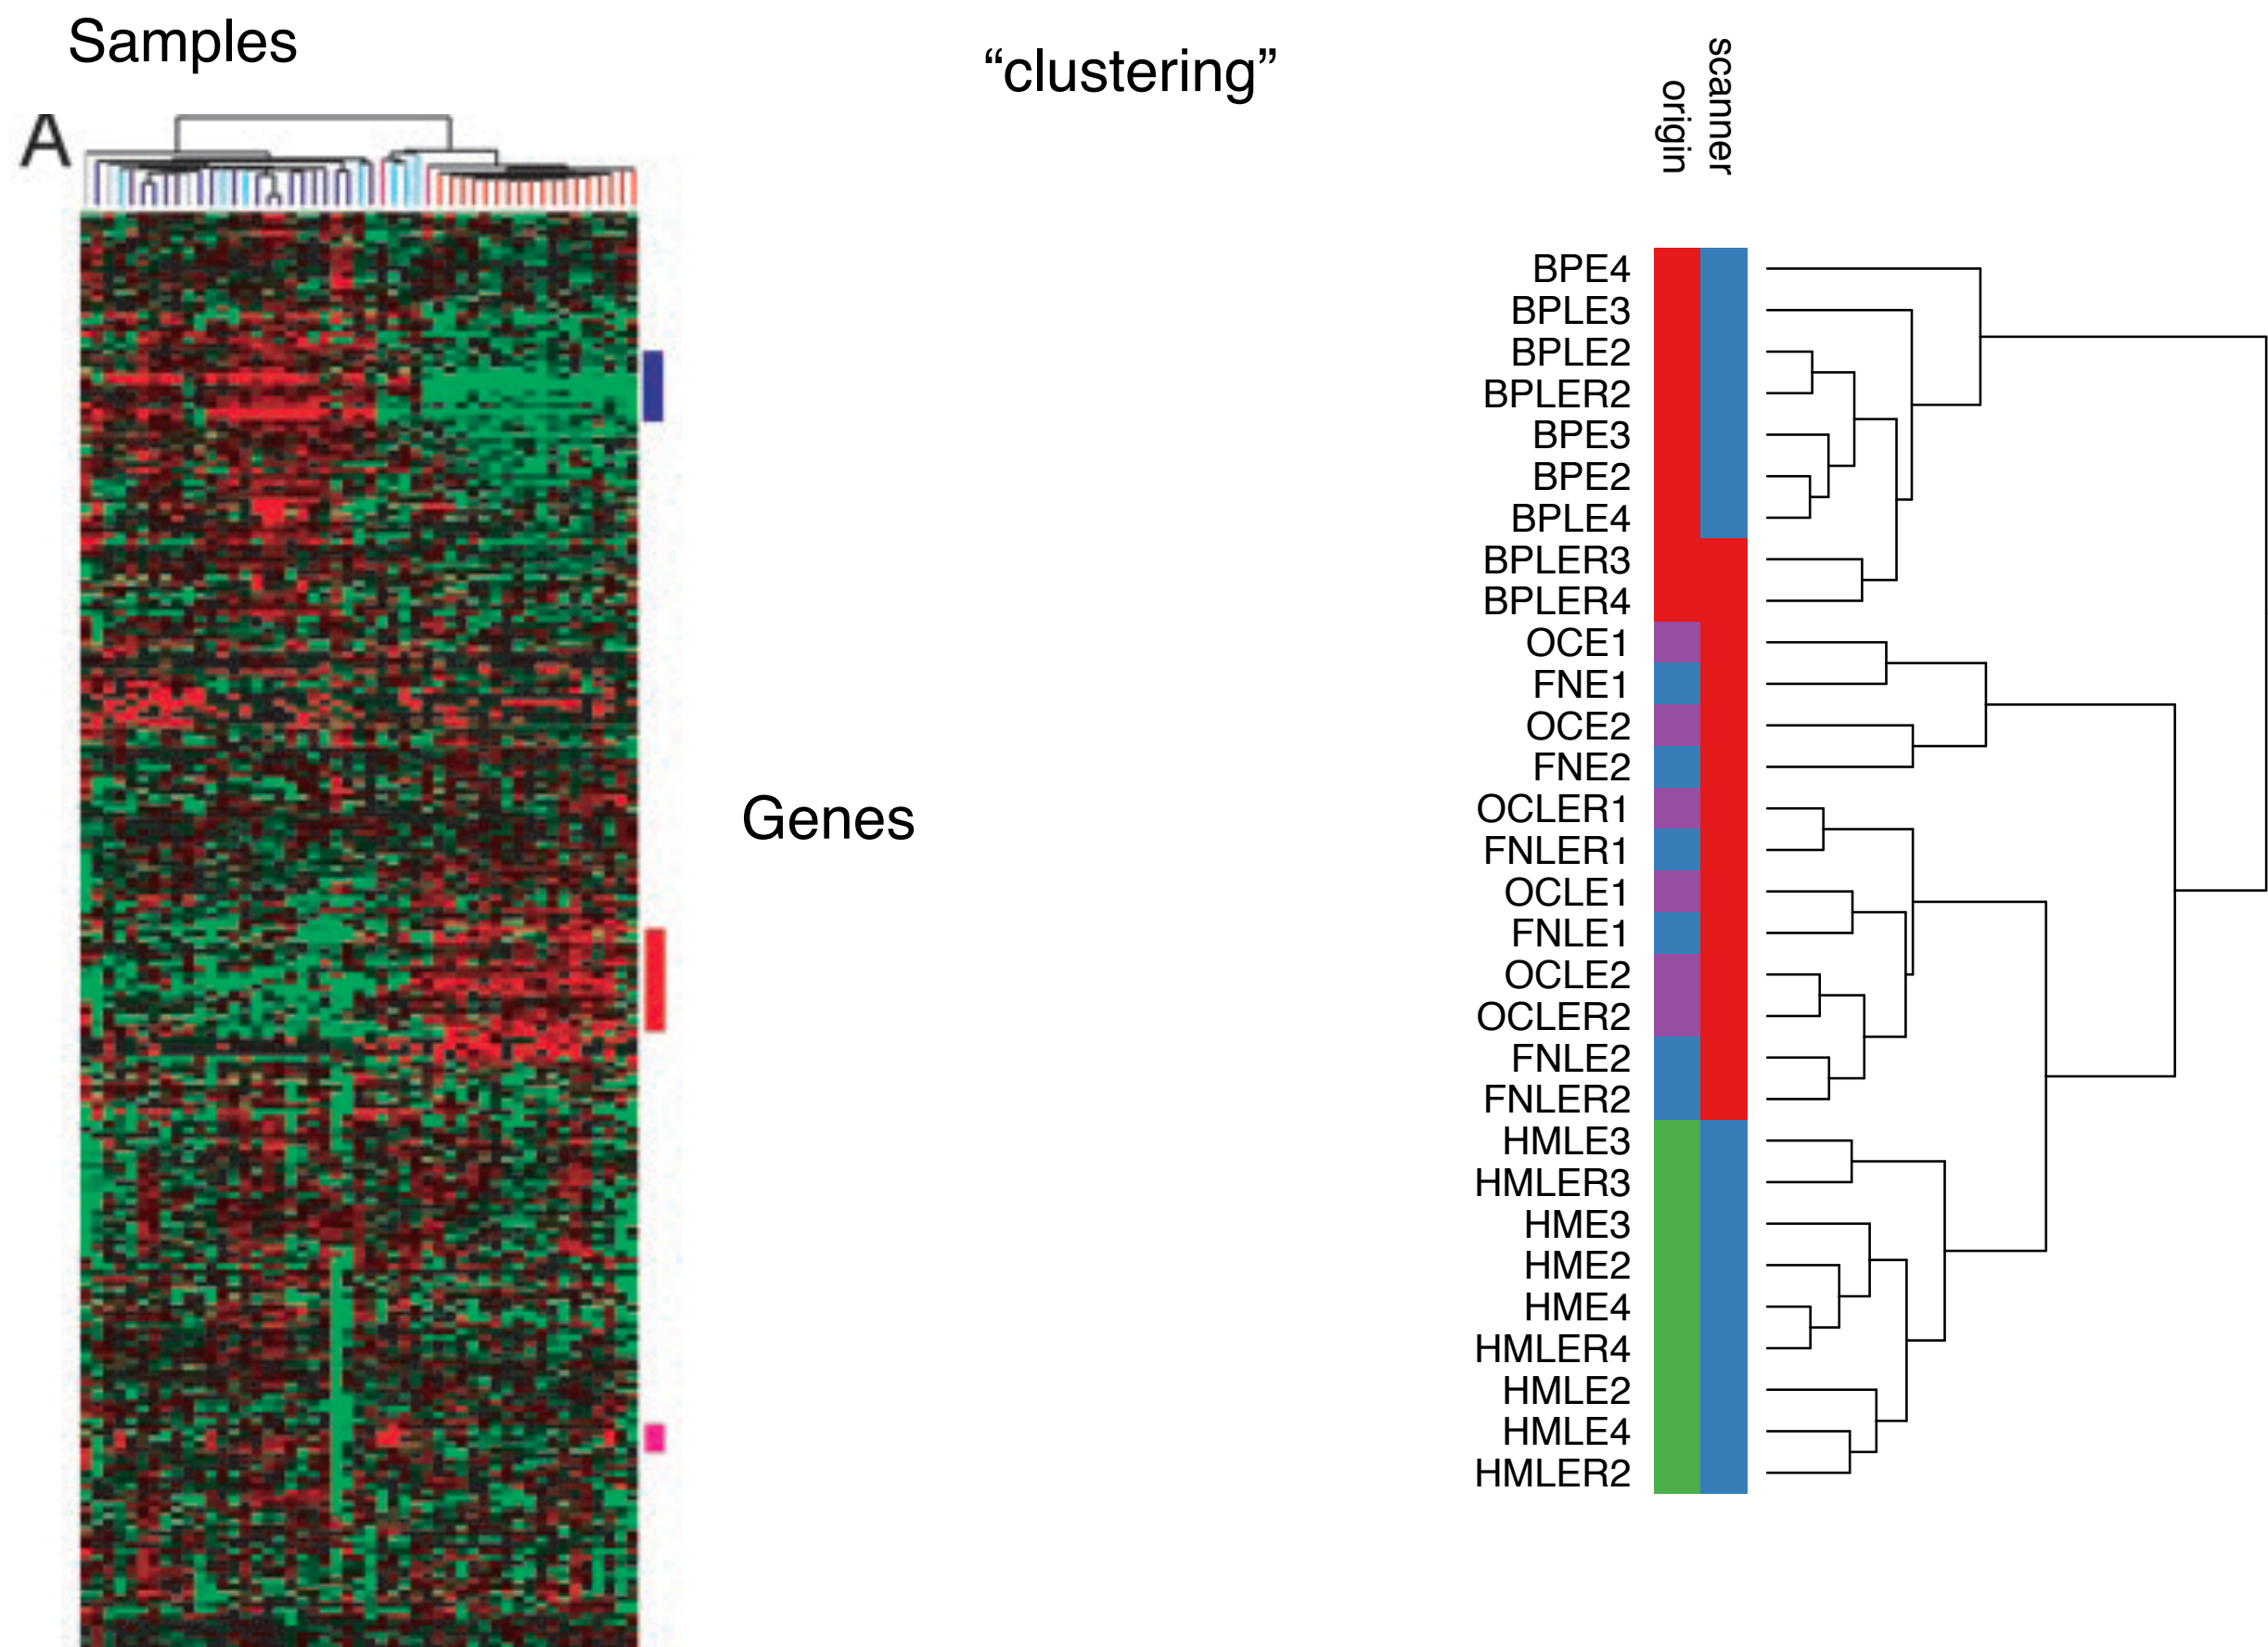 Samples
“clustering”
scanner
origin
A
Genes
BPE4
BPLE3
BPLE2
BPLER2
BPE3
BPE2
BPLE4
BPLER3
BPLER4
OCE1
FNE1
OCE2
FNE2
OCLER1
FNLER1
OCLE1
FNLE1
OCLE2
OCLER2
FNLE2
FNLER2
HMLE3
HMLER3
HME3
HME2
HME4
HMLER4
HMLE2
HMLE4
HMLER2